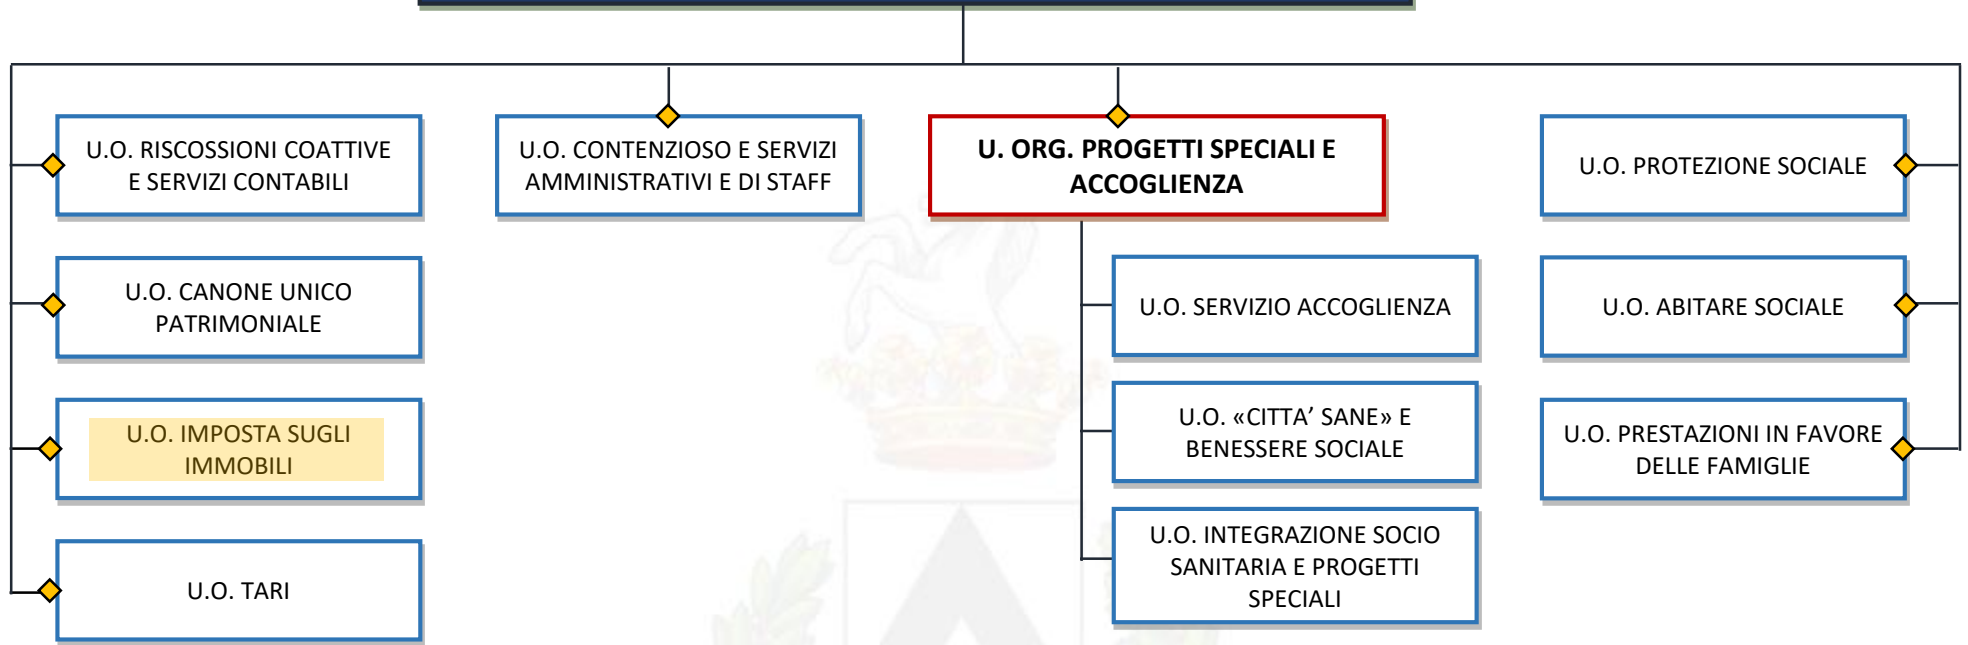 U.O. RISCOSSIONI COATTIVE
E SERVIZI CONTABILI
U.O. CANONE UNICO
PATRIMONIALE
U.O. IMPOSTA SUGLI
IMMOBILI
U.O. TARI
U.O. CONTENZIOSO E SERVIZI
AMMINISTRATIVI E DI STAFF
U. ORG. PROGETTI SPECIALI E
ACCOGLIENZA
U.O. SERVIZIO ACCOGLIENZA
U.O. «CITTA’ SANE» E
BENESSERE SOCIALE
U.O. INTEGRAZIONE SOCIO
SANITARIA E PROGETTI
SPECIALI
U.O. PROTEZIONE SOCIALE
U.O. ABITARE SOCIALE
U.O. PRESTAZIONI IN FAVORE
DELLE FAMIGLIE